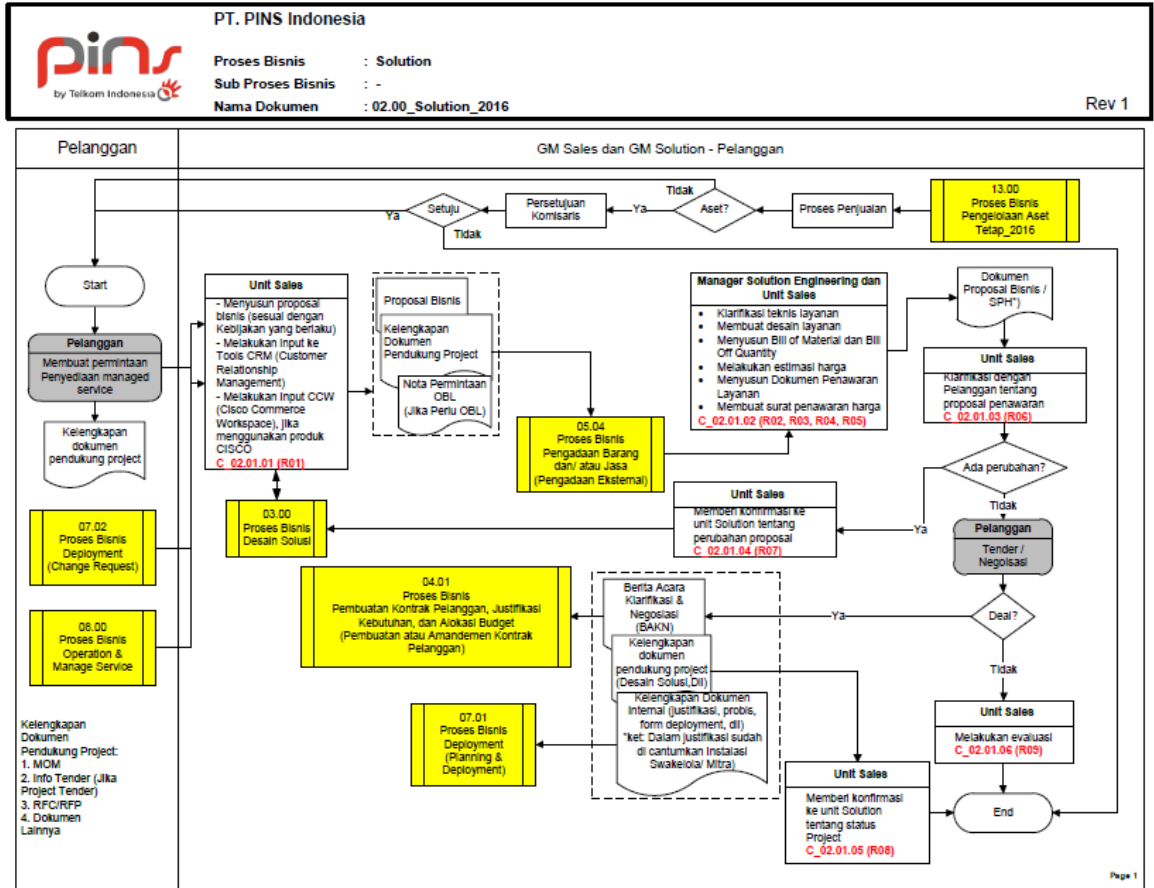 PT. PINS Indonesia
pins
by Telkom Indonesia
Proses Bisnis : Solution
Sub Proses Bisnis : -
Nama Dokumen : 02.00_Solution_2016
Rev 1
Pelanggan
GM Sales dan GM Solution - Pelanggan
Ya
Setuju
Tidak
Persetujuan
Komisaris
Ya
Tidak
Aset?
Proses Penjualan
13.00
Proses Bisnis
Pengelolaan Aset
Tetap_2016
Start
Pelanggan
Membuat permintaan
Penyediaan managed
service
Kelengkapan
dokumen
pendukung project
07.02
Proses Bisnis
Deployment
(Change Request)
08.00
Proses Bisnis
Operation &
Manage Service
Kelengkapan
Dokumen
Pendukung Project:
1. MOM
2. Info Tender (Jika
Project Tender)
3. RFC/RFP
4. Dokumen
Lainnya
Unit Sales
- Menyusun proposal
bisnis (sesuai dengan
Kebijakan yang berlaku)
- Melakukan Input ke
Tools CRM (Customer
Relationship
Management)
- Melakukan Input CCW
(Cisco Commerce
Workspace), jika
menggunakan produk
CISCO
C_02.01.01 (R01)
Proposal Bisnis
Kelengkapan
Dokumen
Pendukung Project
Nota Permintaan
OBL
(Jika Perlu OBL)
05.04
Proses Bisnis
Pengadaan Barang
dan/ atau Jasa
(Pengadaan Eksternal)
Manager Solution Engineering dan
Unit Sales
• Klarifikasi teknis layanan
• Membuat desain layanan
• Menyusun Bill of Material dan Bill
Off Quantity
• Melakukan estimasi harga
• Menyusun Dokumen Penawaran
Layanan
• Membuat surat penawaran harga
C_02.01.02 (R02, R03, R04, R05)
Dokumen
Proposal Bisnis /
SPH*)
Unit Sales
Klarifikasi dengan
Pelanggan tentang
proposal penawaran
C_02.01.03 (R06)
Ada perubahan?
Ya
Tidak
Unit Sales
Memberi konfirmasi ke
unit Solution tentang
perubahan proposal
C_02.01.04 (R07)
03.00
Proses Bisnis
Desain Solusi
Pelanggan
Tender /
Negoisasi
Deal?
Ya
Tidak
04.01
Proses Bisnis
Pembuatan Kontrak Pelanggan, Justifikasi
Kebutuhan, dan Alokasi Budget
(Pembuatan atau Amandemen Kontrak
Pelanggan)
Berita Acara
Klarifikasi &
Negosiasi
(BAKN)
Kelengkapan
dokumen
pendukung project
(Desain Solusi,Dll)
Kelengkapan Dokumen
Internal (justifikasi, probis,
form deployment, dll)
*ket: Dalam justifikasi sudah
di cantumkan Instalasi
Swakelola/ Mitra)
07.01
Proses Bisnis
Deployment
(Planning &
Deployment)
Unit Sales
Melakukan evaluasi
C_02.01.06 (R09)
Unit Sales
Memberi konfirmasi
ke unit Solution
tentang status
Project
C_02.01.05 (R08)
End
Page 1